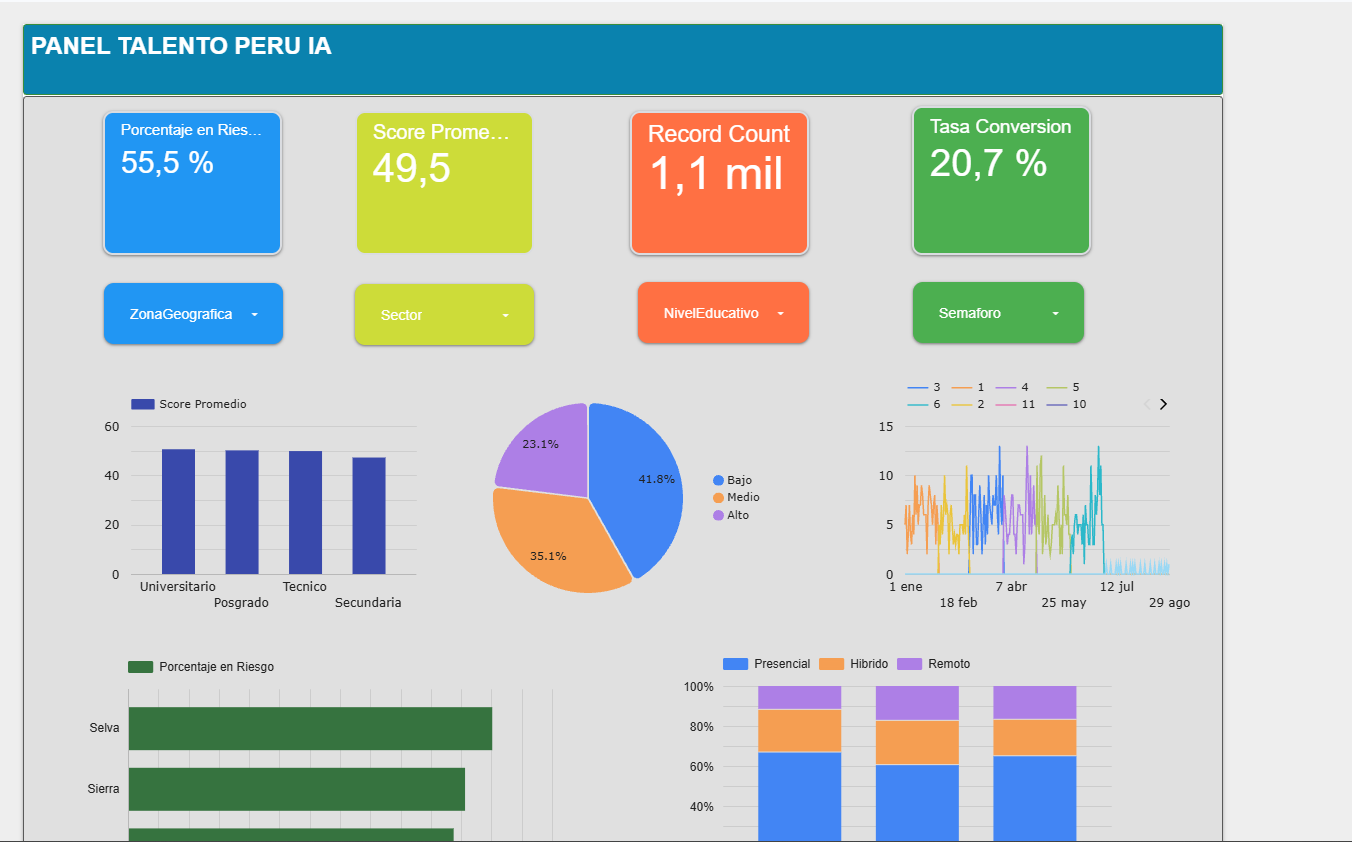 PANEL TALENTO PERU IA
Porcentaje en Ries...
55,5 %
Score Prome...
49,5
Record Count
1,1 mil
Tasa Conversion
20,7 %
ZonaGeografica
Sector
NivelEducativo
Semaforo
Score Promedio
60
40
20
0
Universitario
Posgrado
Tecnico
Secundaria
23.1%
41.8%
35.1%
Bajo
Medio
Alto
3 1 4 5
6 2 11 10
15
10
5
0
1 ene
18 feb
7 abr
25 may
12 jul
29 ago
Porcentaje en Riesgo
Selva
Sierra
Presencial Hibrido Remoto
100%
80%
60%
40%